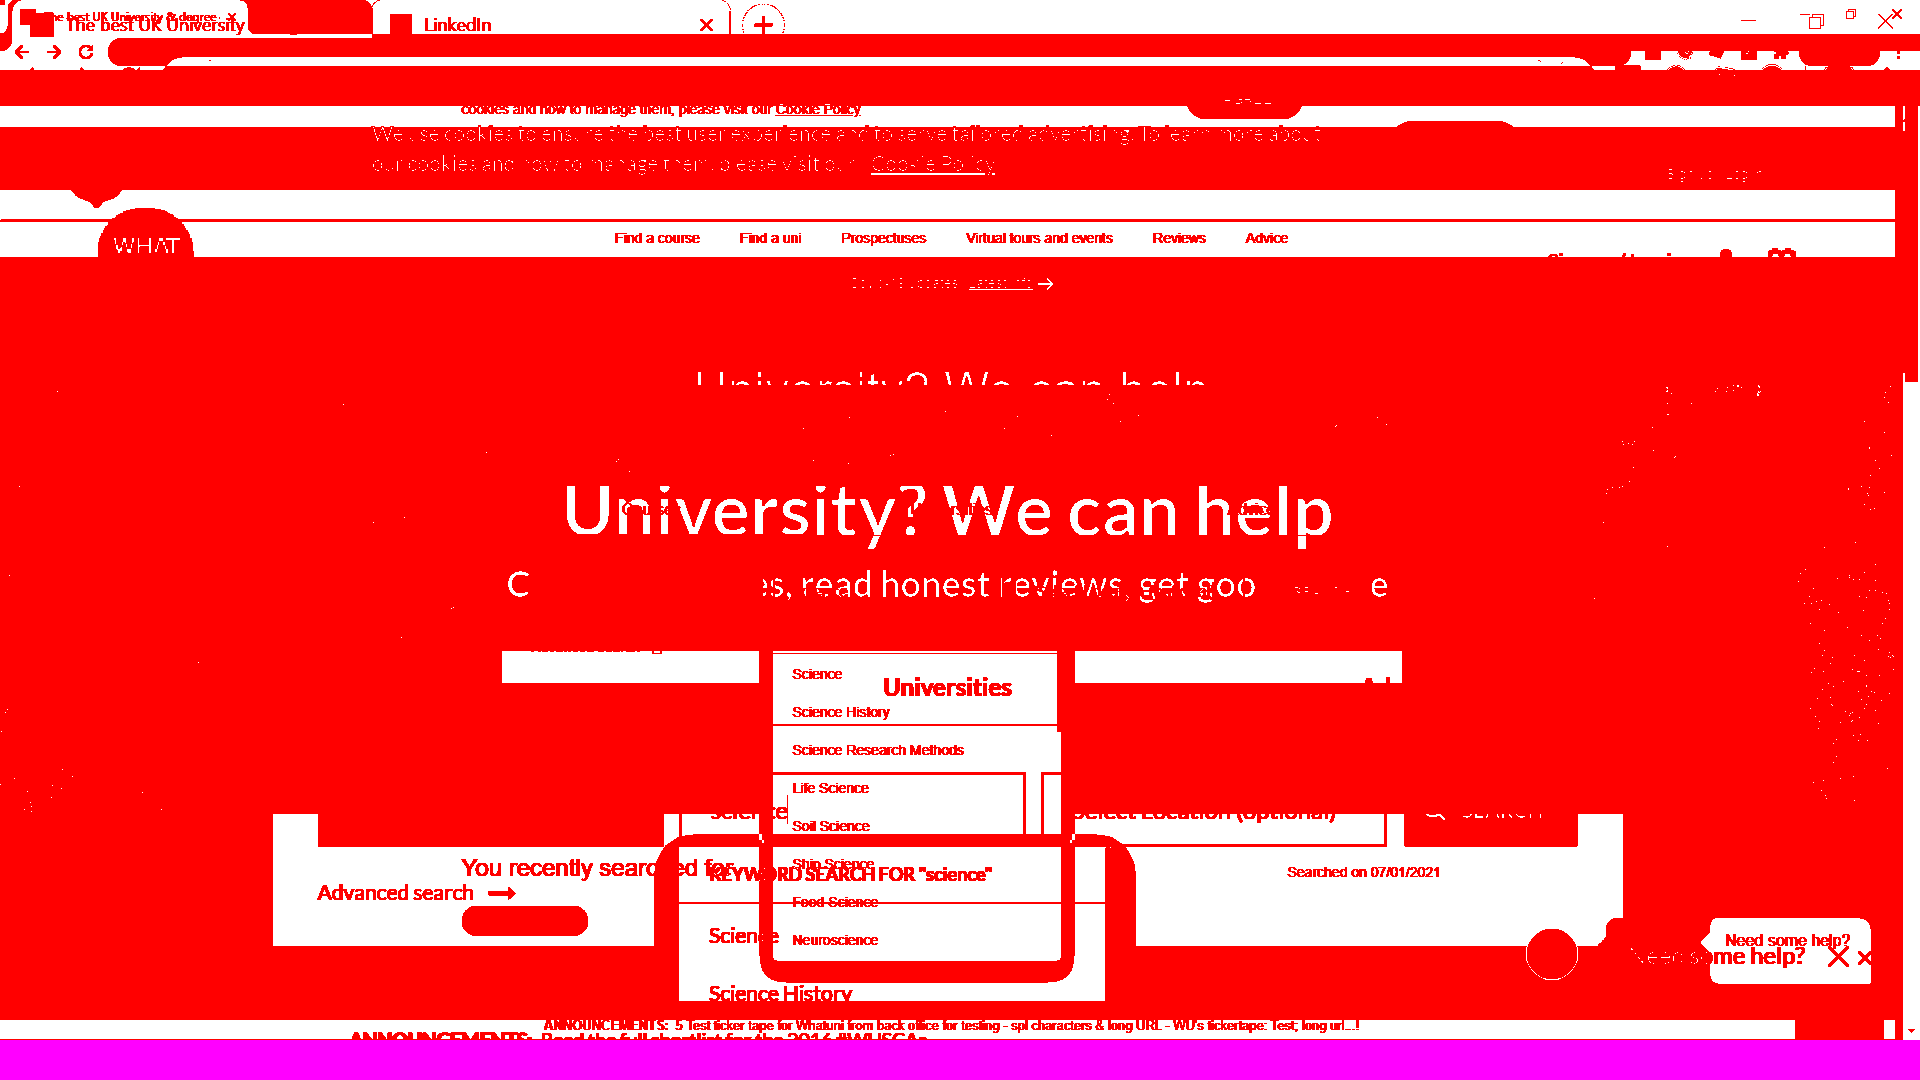 The best UK University & degree
The best UK University
LinkedIn
cookies and how to manage them, please visit our Cookie Policy
We use cookies to ensure the best user experience and to serve tailored advertising. To learn more about
our cookies and how to manage them please visit our Cookie Policy
Find a course Find a uni Prospectuses Virtual tours and events Reviews Advice
WHAT
Latest info →
University? We can help
University? We can help
C es, read honest reviews, get goo e
Science
Universities
Science History
Science Research Methods
Life Science
Science
Soil Science
Select Location (optional)
SEARCH
Ship Science
You recently searched for
KEYWORD SEARCH FOR "science"
Searched on 07/01/2021
Advanced search →
Food Science
Science
Neuroscience
Need some help?
Need some help?
Science History
ANNOUNCEMENTS: 5 Test ticker tape for Whatuni from back office for testing - spl characters & long URL - WU's tickertape: Test; long url...!
ANNOUNCEMENTS: Read the full shortlist for the 2016 #WUSCAs